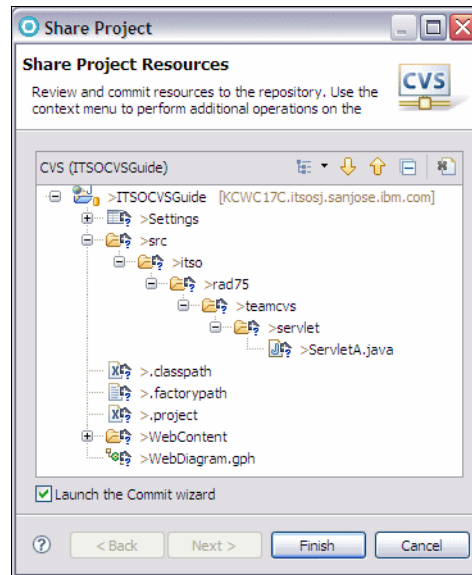 Share Project
Share Project Resources
Review and commit resources to the repository. Use the
context menu to perform additional operations on the
CVS
CVS (ITSOCVSGuide)
>ITSOCVSGuide [KCWC17C.itsosj.sanjose.ibm.com]
>Settings
>src
>itso
>rad75
>teamcvs
>servlet
>ServletA.java
>.classpath
>.factorypath
>.project
>WebContent
>WebDiagram.gph
Launch the Commit wizard
? < Back Next > Finish Cancel